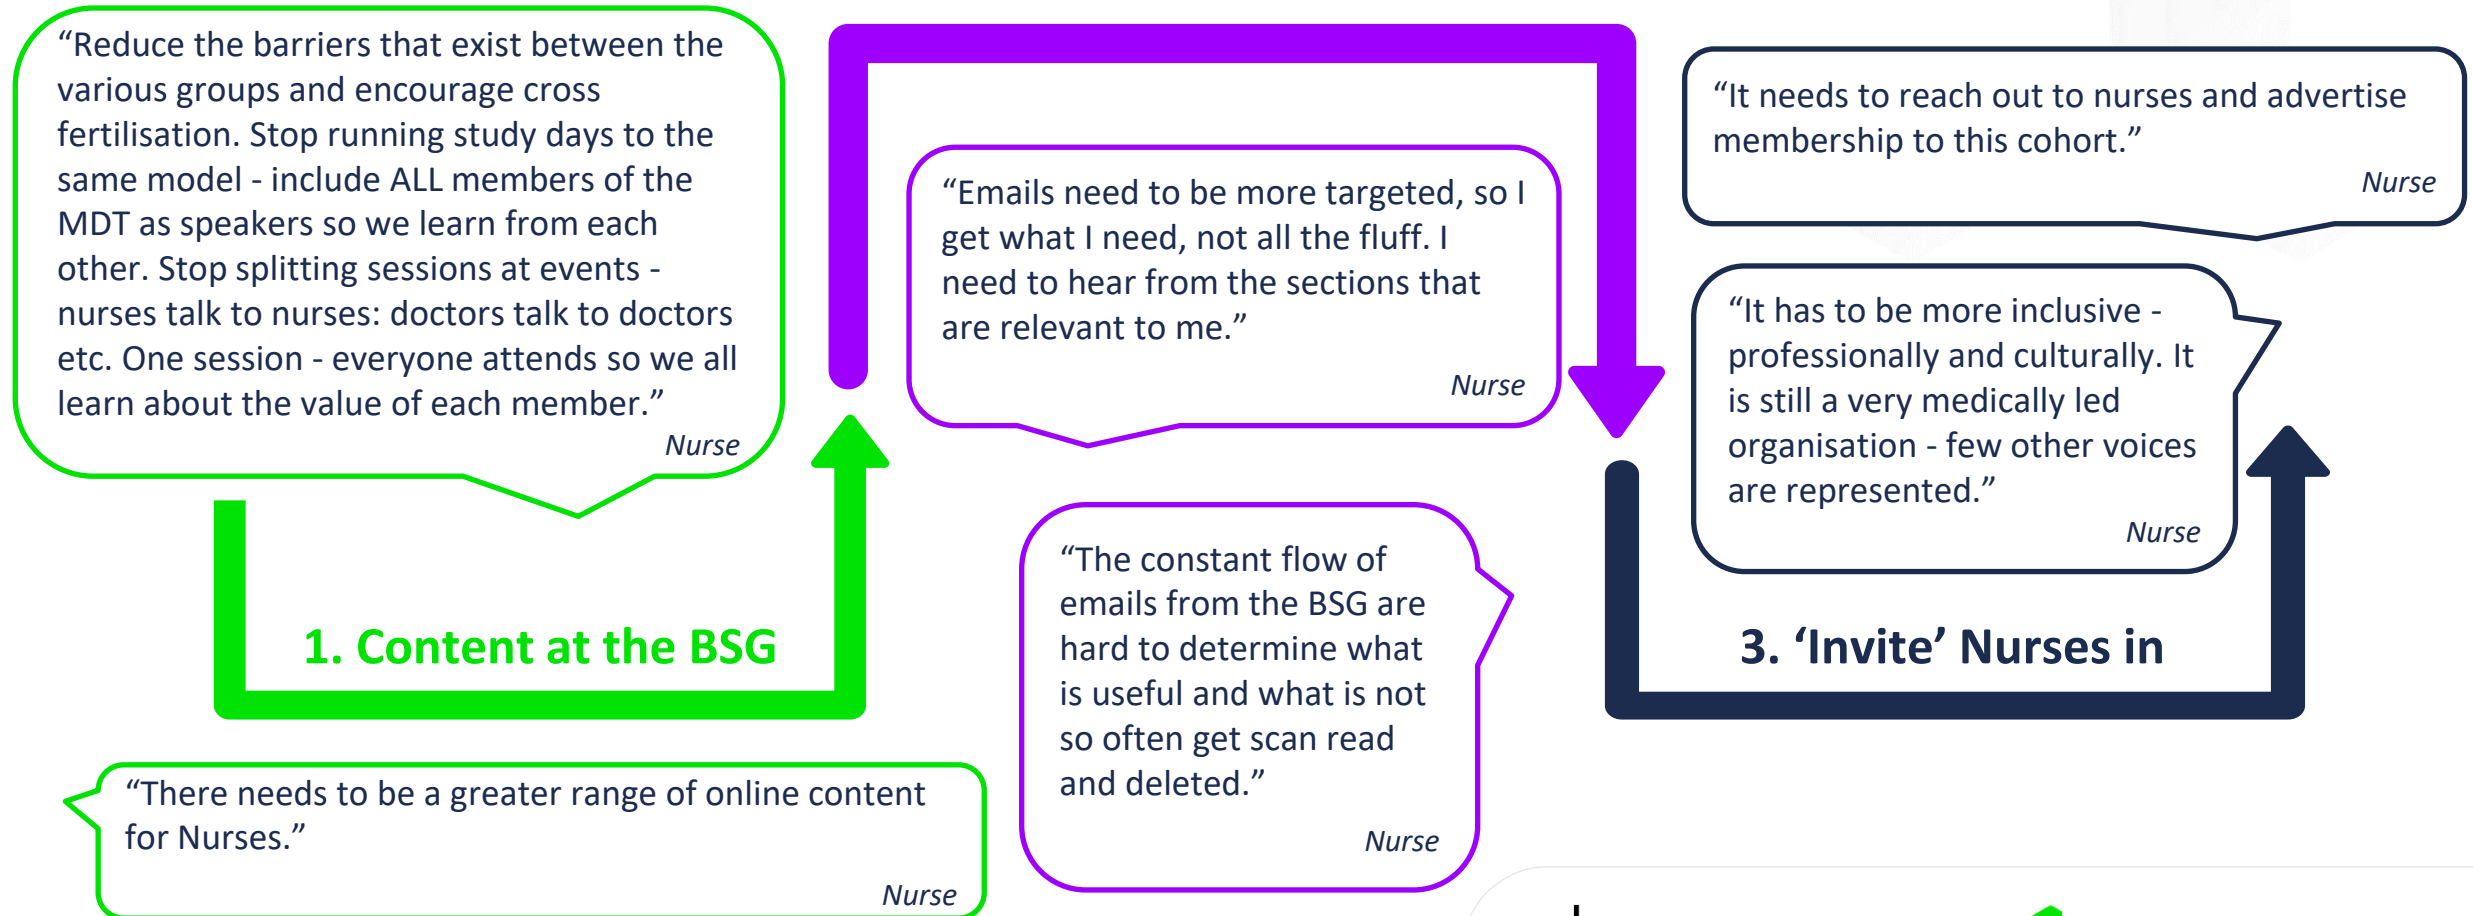 “Reduce the barriers that exist between the
various groups and encourage cross
fertilisation. Stop running study days to the
same model - include ALL members of the
MDT as speakers so we learn from each
other. Stop splitting sessions at events -
nurses talk to nurses: doctors talk to doctors
etc. One session - everyone attends so we all
learn about the value of each member.”
Nurse
1. Content at the BSG
“There needs to be a greater range of online content
for Nurses.”
Nurse
“Emails need to be more targeted, so I
get what I need, not all the fluff. I
need to hear from the sections that
are relevant to me.”
Nurse
“The constant flow of
emails from the BSG are
hard to determine what
is useful and what is not
so often get scan read
and deleted.”
Nurse
“It needs to reach out to nurses and advertise
membership to this cohort.”
Nurse
“It has to be more inclusive -
professionally and culturally. It
is still a very medically led
organisation - few other voices
are represented.”
Nurse
3. ‘Invite’ Nurses in